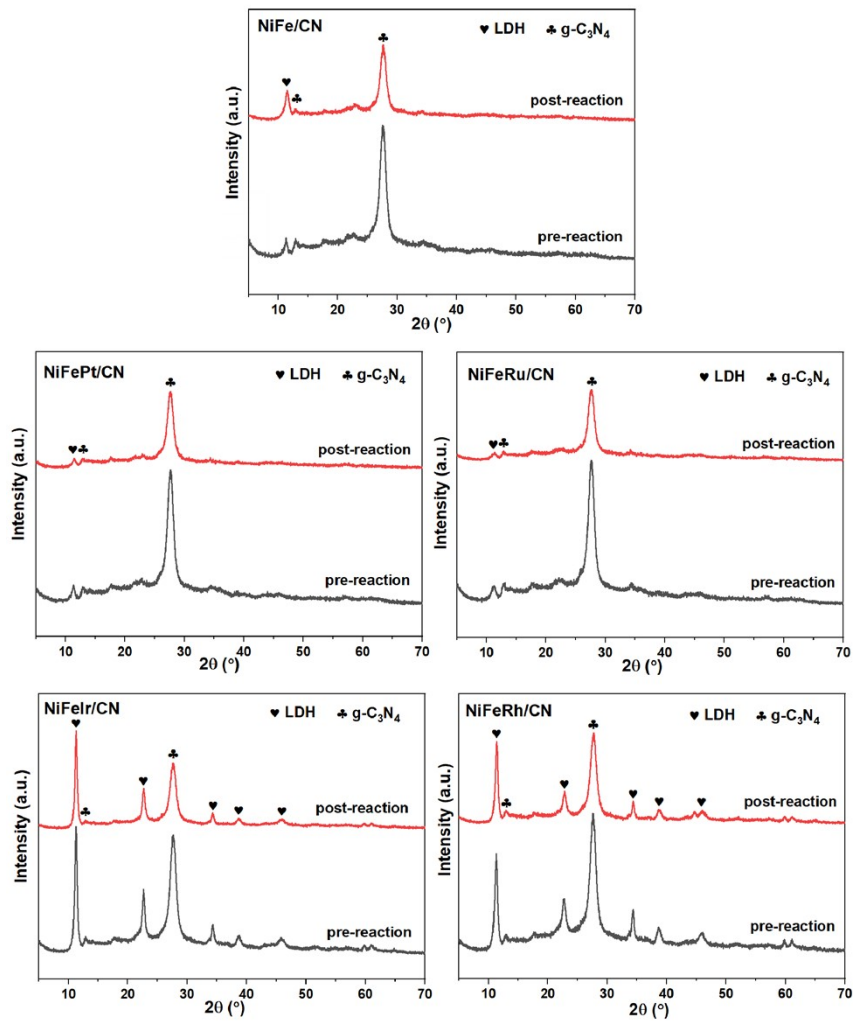 NiFe/CN
♥ LDH ♣ g-C₃N₄
post-reaction
pre-reaction
Intensity (a.u.)
10 20 30 40 50 60 70
2θ (°)
NiFePt/CN
♥ LDH ♣ g-C₃N₄
post-reaction
pre-reaction
Intensity (a.u.)
10 20 30 40 50 60 70
2θ (°)
NiFeRu/CN
♥ LDH ♣ g-C₃N₄
post-reaction
pre-reaction
Intensity (a.u.)
10 20 30 40 50 60 70
2θ (°)
NiFeIr/CN
♥ LDH ♣ g-C₃N₄
post-reaction
pre-reaction
Intensity (a.u.)
10 20 30 40 50 60 70
2θ (°)
NiFeRh/CN
♥ LDH ♣ g-C₃N₄
post-reaction
pre-reaction
Intensity (a.u.)
10 20 30 40 50 60 70
2θ (°)